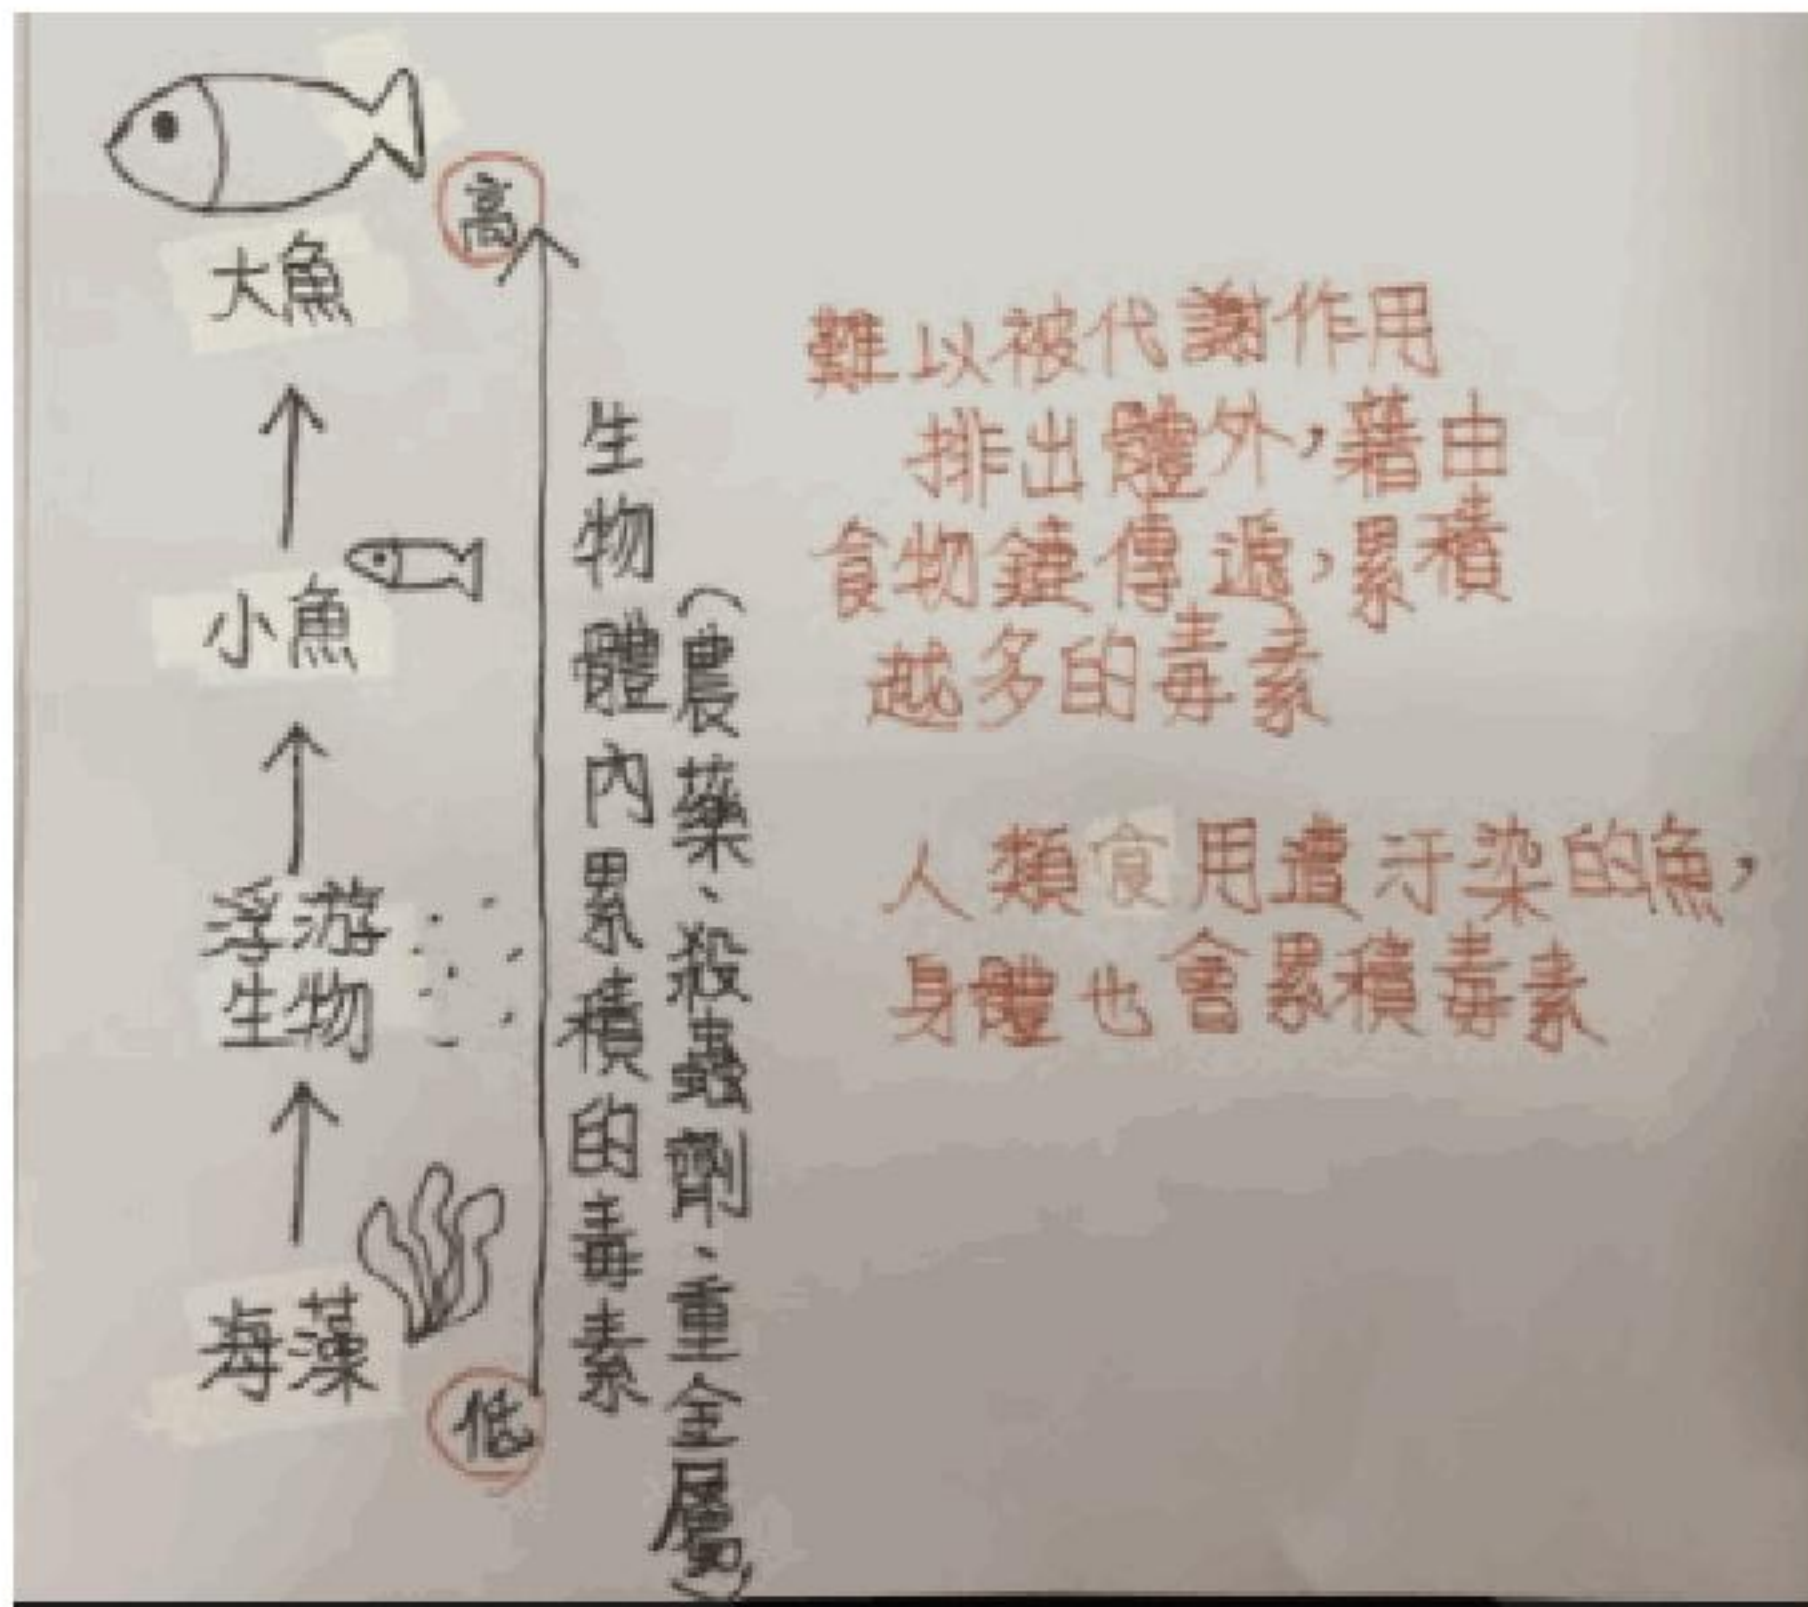 大魚
高
小魚
浮游
生物
海藻
低
生物體內累積的毒素
(農藥、殺蟲劑、重金屬)
難以被代謝作用
排出體外,藉由
食物鏈傳遞,累積
越多的毒素
人類食用遭汙染的魚,
身體也會累積毒素